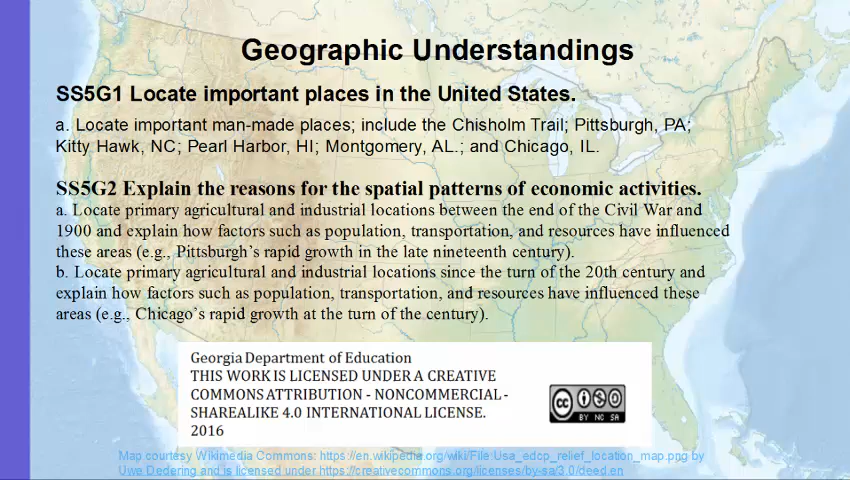 Geographic Understandings
SS5G1 Locate important places in the United States.
a. Locate important man-made places; include the Chisholm Trail; Pittsburgh, PA;
Kitty Hawk, NC; Pearl Harbor, HI; Montgomery, AL.; and Chicago, IL.
SS5G2 Explain the reasons for the spatial patterns of economic activities.
a. Locate primary agricultural and industrial locations between the end of the Civil War and
1900 and explain how factors such as population, transportation, and resources have influenced
these areas (e.g., Pittsburgh’s rapid growth in the late nineteenth century).
b. Locate primary agricultural and industrial locations since the turn of the 20th century and
explain how factors such as population, transportation, and resources have influenced these
areas (e.g., Chicago’s rapid growth at the turn of the century).
Georgia Department of Education
THIS WORK IS LICENSED UNDER A CREATIVE
COMMONS ATTRIBUTION - NONCOMMERCIAL -
SHAREALIKE 4.0 INTERNATIONAL LICENSE.
2016
cc
BY NC SA
Map courtesy Wikimedia Commons: https://en.wikipedia.org/wiki/File:Usa_edcp_relief_location_map.png by
Uwe Dedering and is licensed under https://creativecommons.org/licenses/by-sa/3.0/deed.en